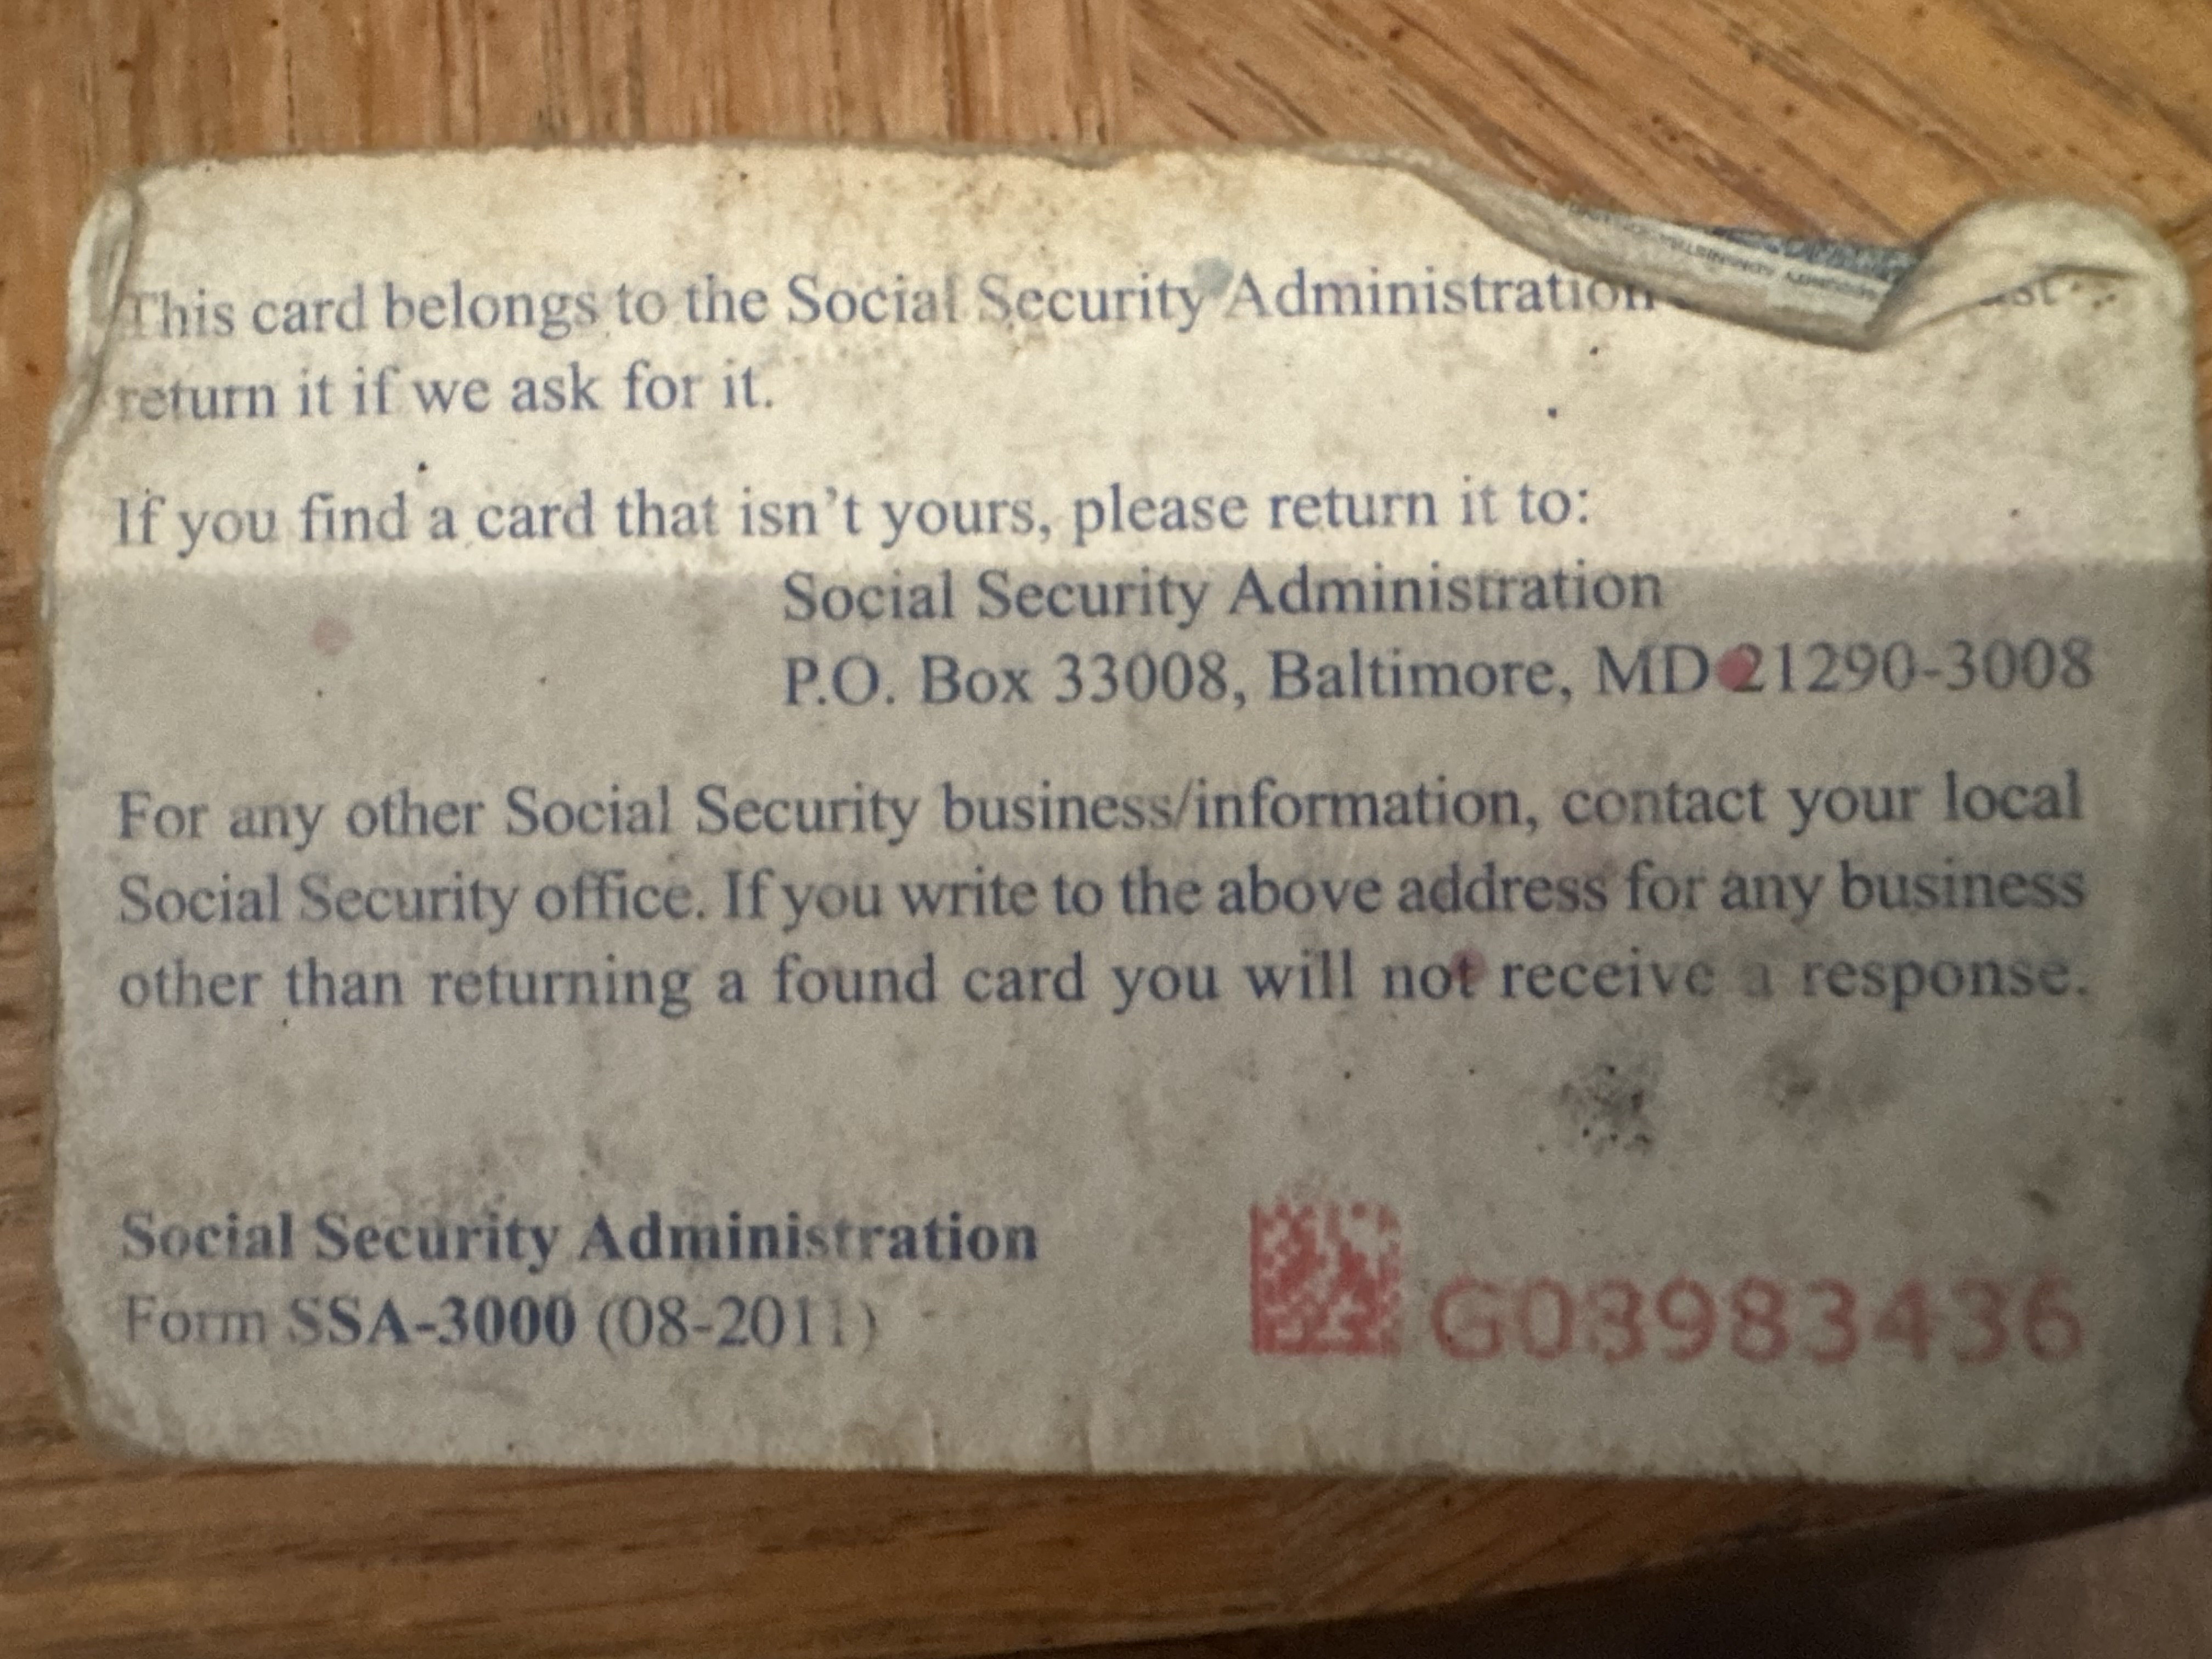 This card belongs to the Social Security Administration
return it if we ask for it.
If you find a card that isn't yours, please return it to:
Social Security Administration
P.O. Box 33008, Baltimore, MD 21290-3008
For any other Social Security business/information, contact your local
Social Security office. If you write to the above address for any business
other than returning a found card you will not receive a response.
Social Security Administration
Form SSA-3000 (08-2011)
G03983436